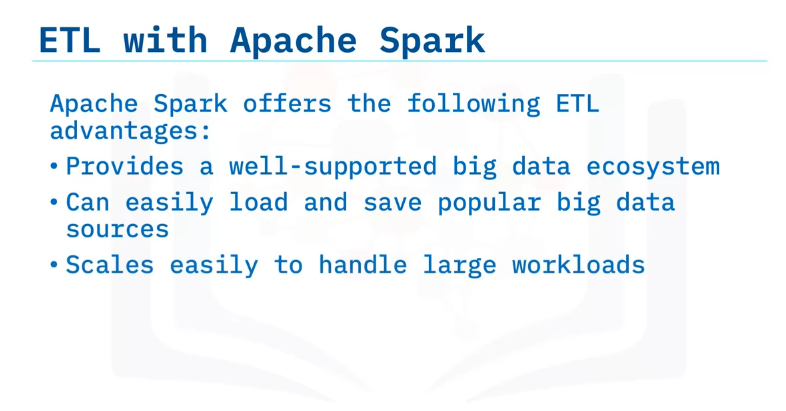 ETL with Apache Spark
Apache Spark offers the following ETL
advantages:
• Provides a well-supported big data ecosystem
• Can easily load and save popular big data
sources
• Scales easily to handle large workloads